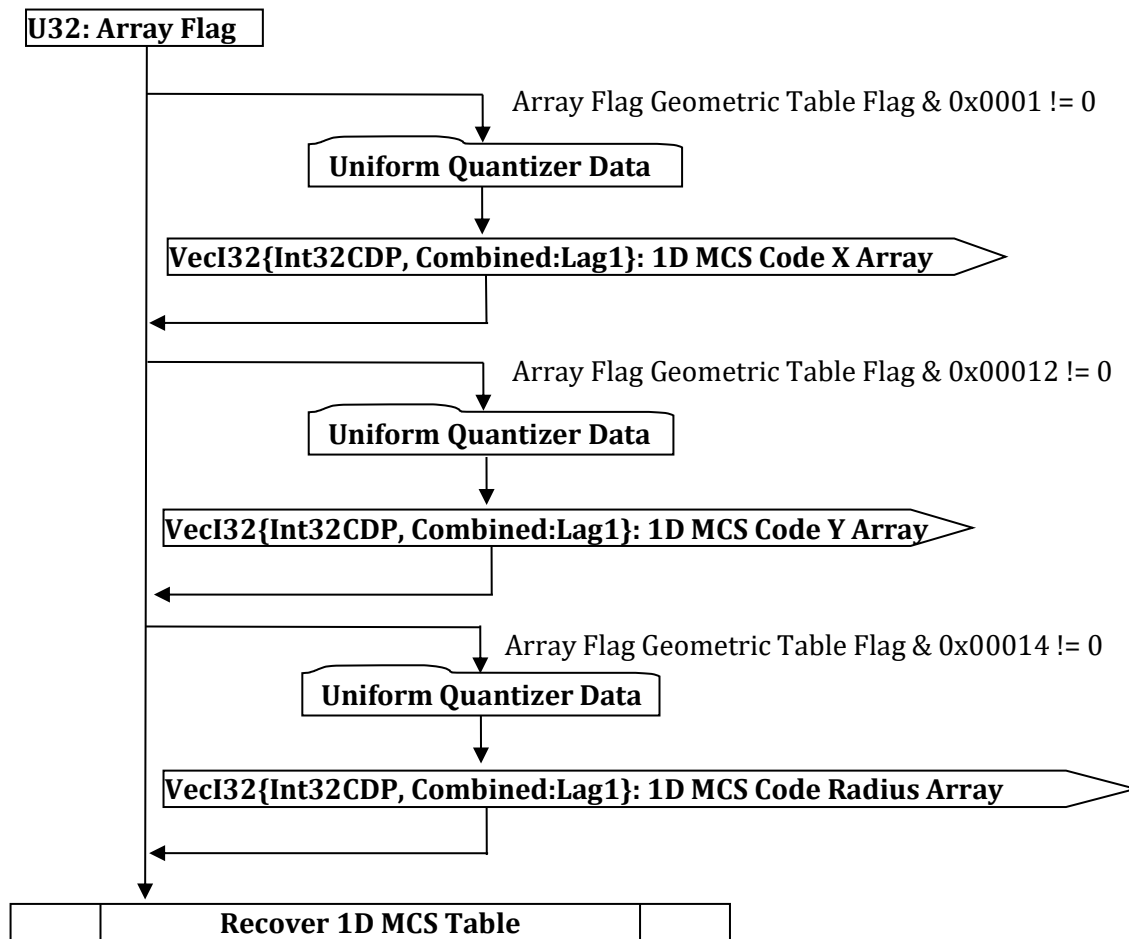 U32: Array Flag
Array Flag Geometric Table Flag & 0x0001 != 0
Uniform Quantizer Data
VecI32{Int32CDP, Combined:Lag1}: 1D MCS Code X Array
Array Flag Geometric Table Flag & 0x00012 != 0
Uniform Quantizer Data
VecI32{Int32CDP, Combined:Lag1}: 1D MCS Code Y Array
Array Flag Geometric Table Flag & 0x00014 != 0
Uniform Quantizer Data
VecI32{Int32CDP, Combined:Lag1}: 1D MCS Code Radius Array
Recover 1D MCS Table